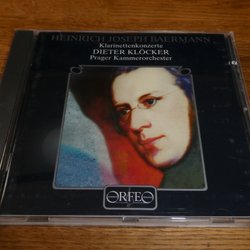 HEINRICH JOSEPH BAERMANN
Klarinettenkonzerte
DIETER KLÖCKER
Prager Kammerorchester
ORFEO